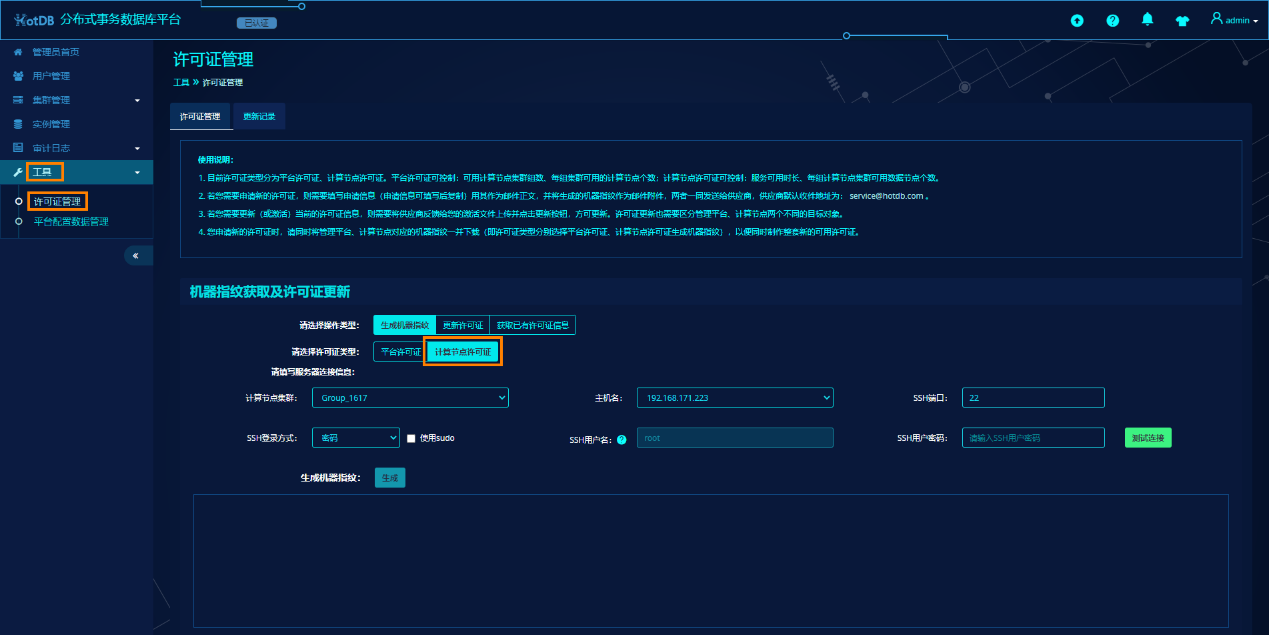 HotDB 分布式事务数据库平台
已认证
admin
管理员首页
用户管理
集群管理
实例管理
审计日志
工具
许可证管理
平台配置数据管理
许可证管理
工具 » 许可证管理
许可证管理 更新记录
使用说明：
1. 目前许可证类型分为平台许可证、计算节点许可证。平台许可证可控制：可用计算节点集群组数、每组集群可用的计算节点个数；计算节点许可证可控制：服务可用时长、每组计算节点集群可用数据节点个数。
2. 若您需要申请新的许可证，则需要填写申请信息（申请信息可填写后复制）用其作为邮件正文，并将生成的机器指纹作为邮件附件，两者一同发送给供应商，供应商默认收件地址为： service@hotdb.com 。
3. 若您需要更新（或激活）当前的许可证信息，则需要将供应商反馈给您的激活文件上传并点击更新按钮，方可更新。许可证更新也需要区分管理平台、计算节点两个不同的目标对象。
4. 您申请新的许可证时，请同时将管理平台、计算节点对应的机器指纹一并下载（即许可证类型分别选择平台许可证、计算节点许可证生成机器指纹），以便同时制作整套新的可用许可证。
机器指纹获取及许可证更新
请选择操作类型： 生成机器指纹 更新许可证 获取已有许可证信息
请选择许可证类型： 平台许可证 计算节点许可证
请填写服务器连接信息：
计算节点集群： Group_1617 主机名： 192.168.171.223 SSH端口： 22
SSH登录方式： 密码 使用sudo SSH用户名： root SSH用户密码： 请输入SSH用户密码 测试连接
生成机器指纹： 生成